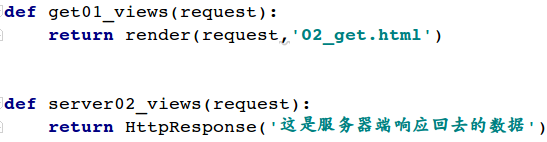 def get01_views(request):
    return render(request,'02_get.html')
def server02_views(request):
    return HttpResponse('这是服务器端响应回去的数据')